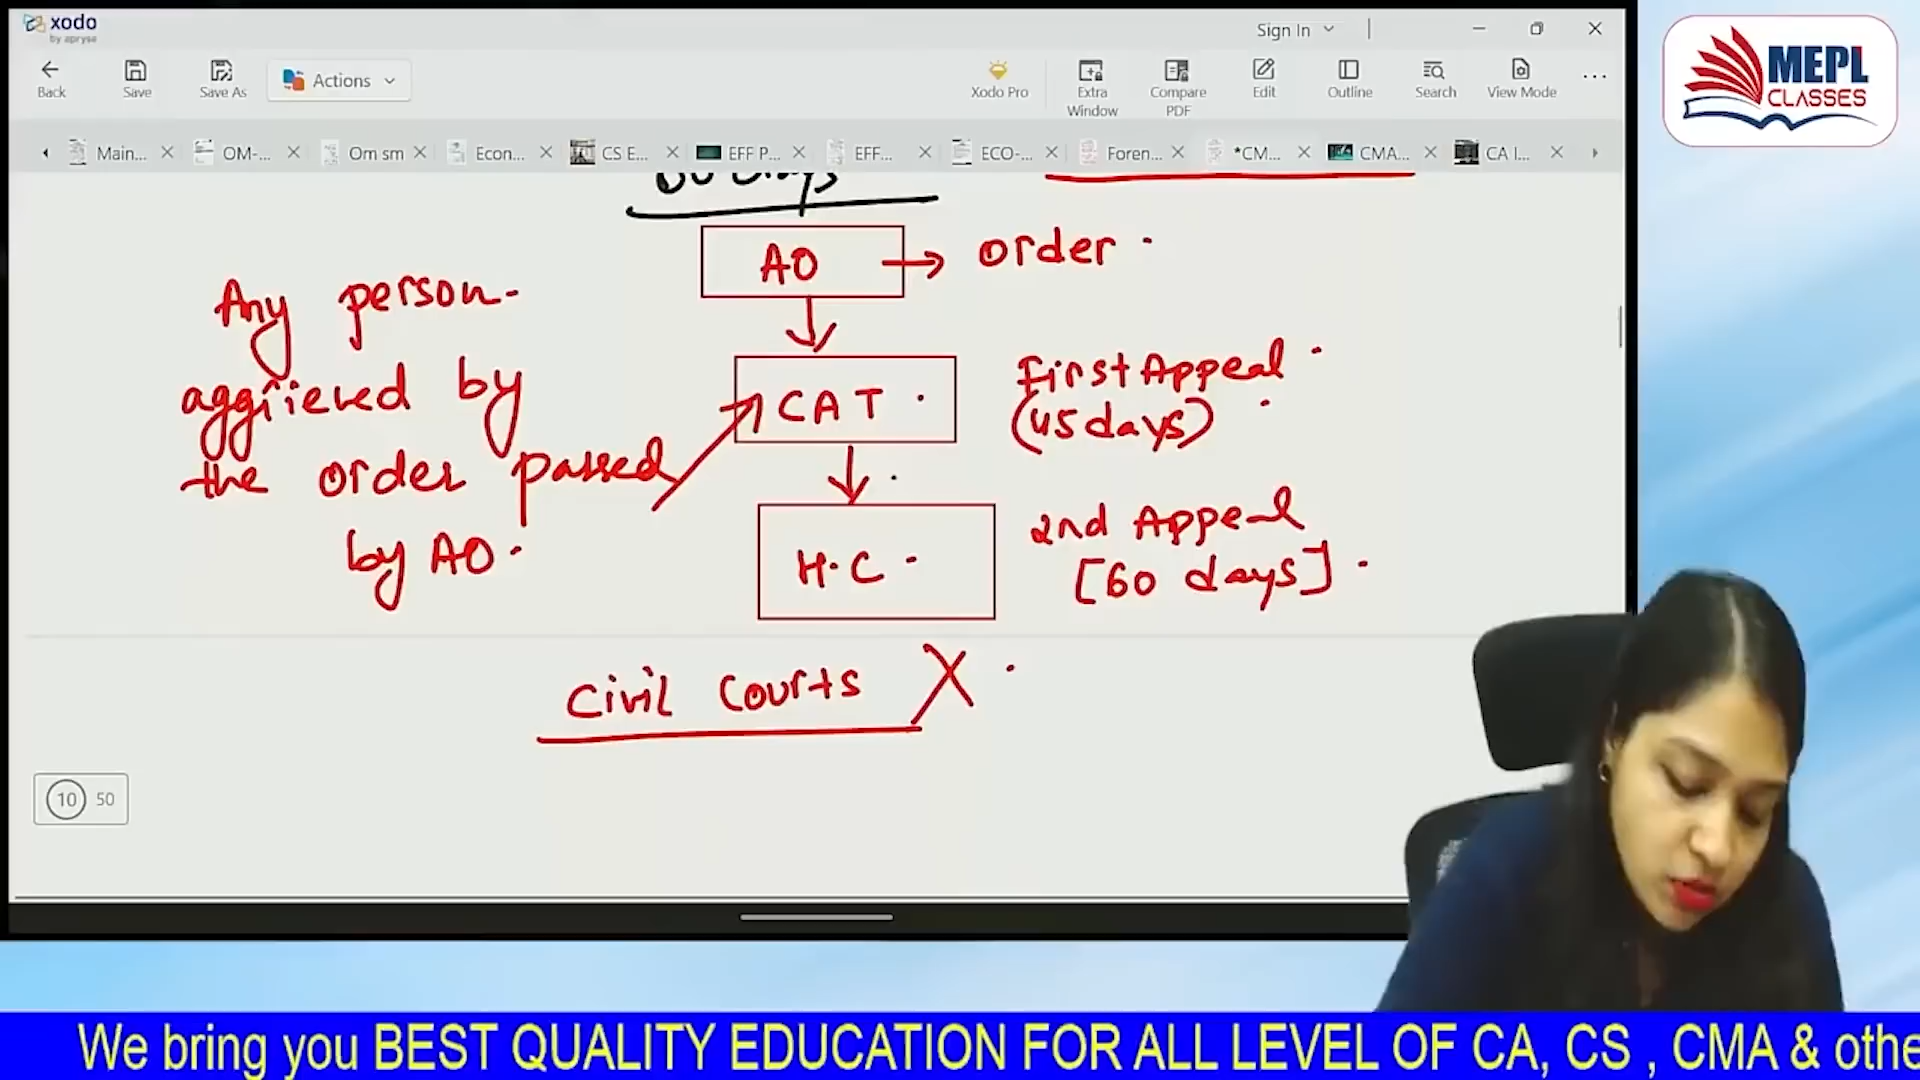 xodo
by apryse
Sign In
Back
Save
Save As
Actions
Xodo Pro
Extra Window
Compare PDF
Edit
Outline
Search
View Mode
Main...
OM-...
Om sm
Econ...
CS E...
EFF P...
EFF...
ECO-...
Foren...
*CM...
CMA...
CA I...
MEPL
CLASSES
Days
AO → order
Any person
aggrieved by
the order passed
by AO.
CAT
First Appeal
(45 days)
H.C
2nd Appeal
[60 days]
Civil Courts X
10 50
We bring you BEST QUALITY EDUCATION FOR ALL LEVEL OF CA, CS , CMA & othe